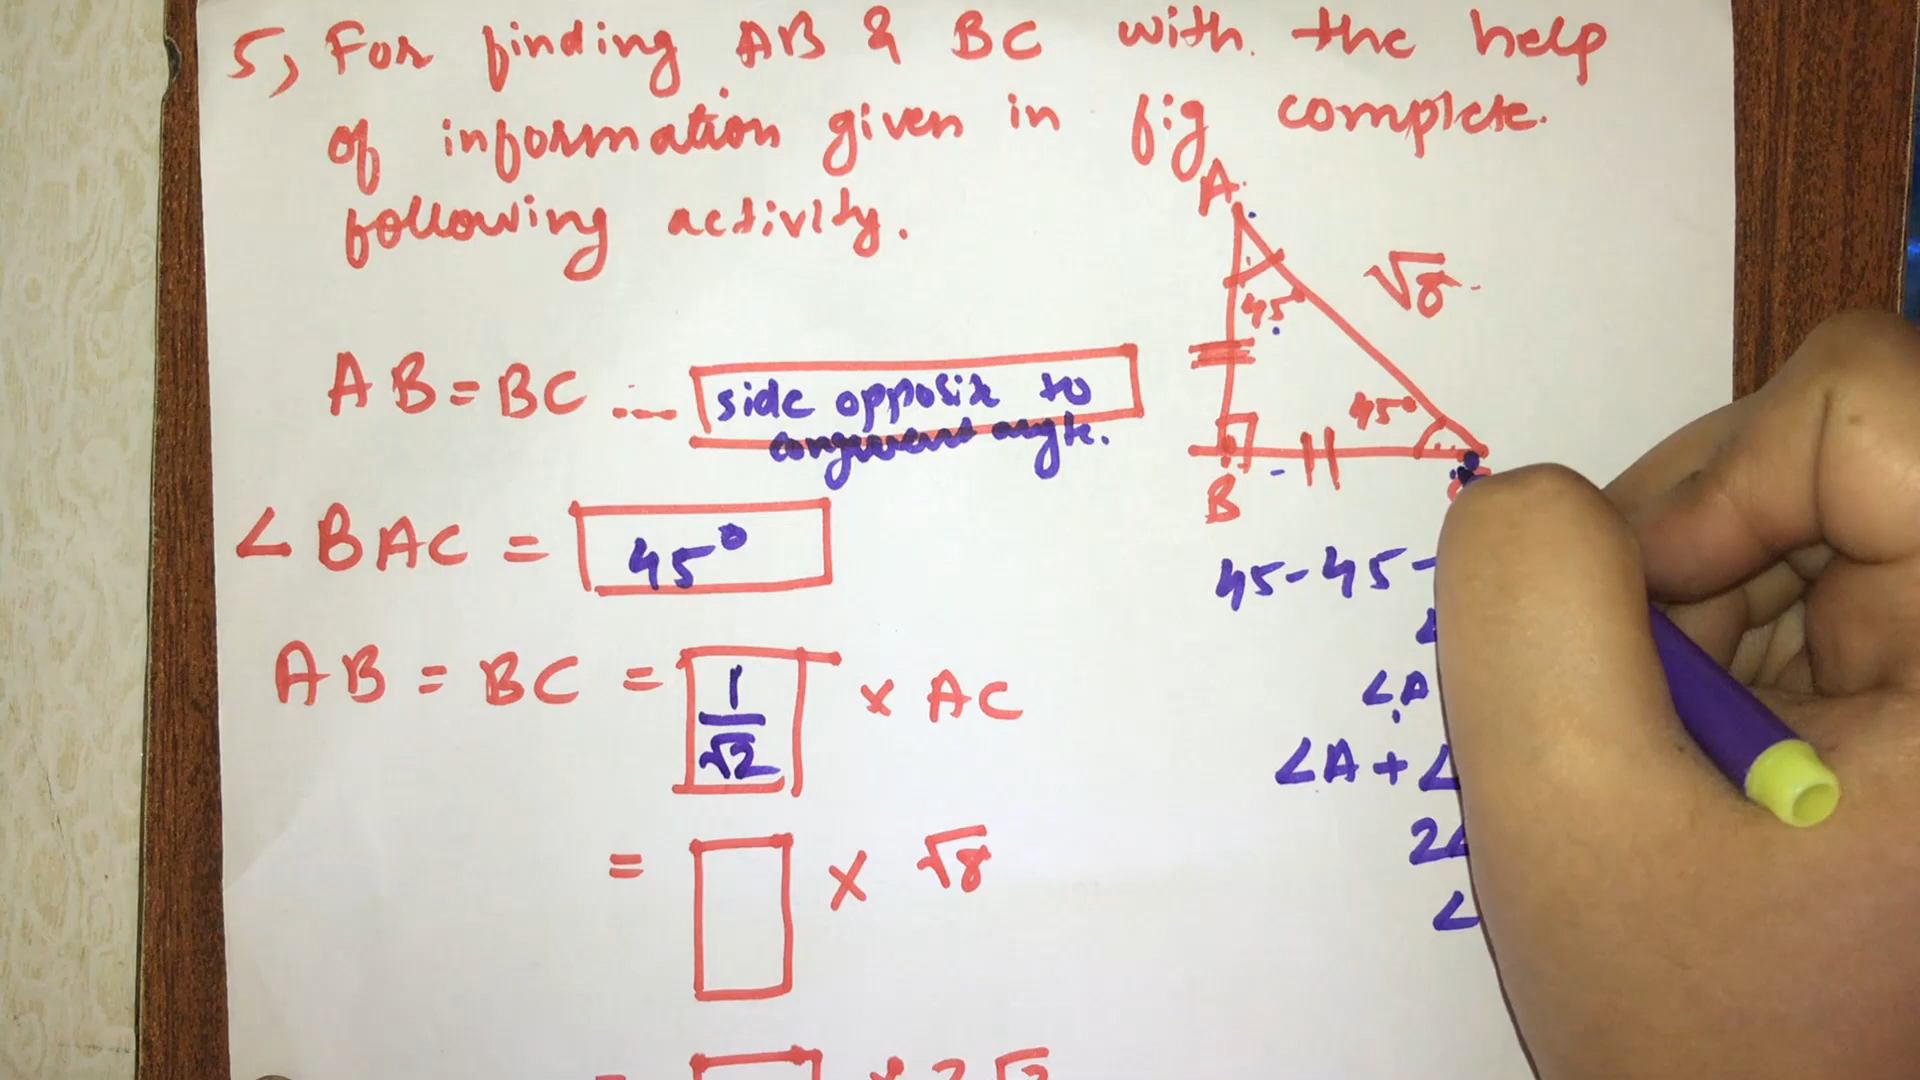 5, For finding AB & BC with the help
of information given in fig complete.
following activity.
A
√8
45°
45°
B
AB = BC ... side opposite to
congruent angle.
∠BAC = 45°
AB = BC = 1/√2 × AC
= × √8
45-45-
∠A
∠A + ∠
2∠
∠